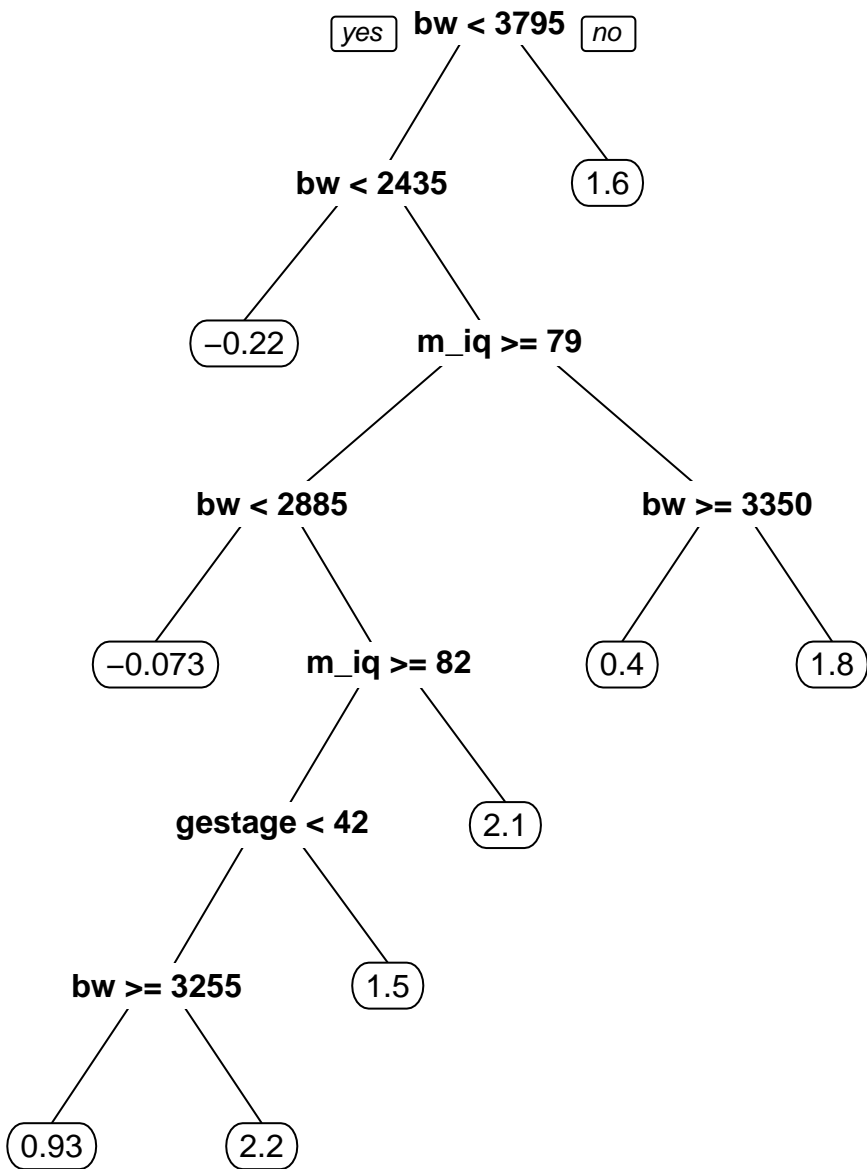 yes bw < 3795 no
bw < 2435 1.6
−0.22 m_iq >= 79
bw < 2885 bw >= 3350
−0.073 m_iq >= 82 0.4 1.8
gestage < 42 2.1
bw >= 3255 1.5
0.93 2.2